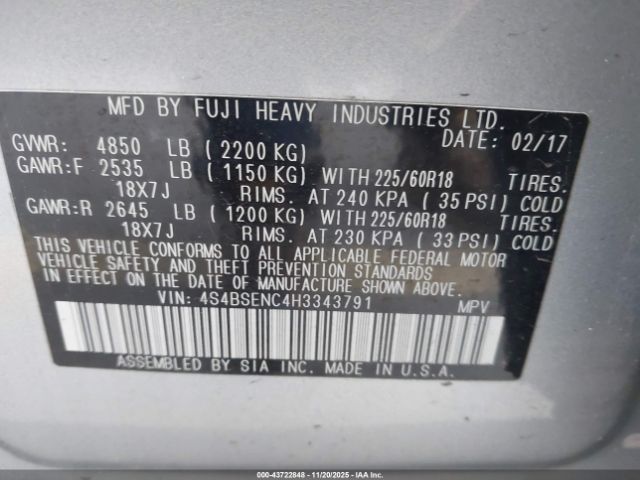 MFD BY FUJI HEAVY INDUSTRIES LTD.
DATE: 02/17
GVWR: 4850 LB ( 2200 KG)
GAWR:F 2535 LB ( 1150 KG) WITH 225/60R18 TIRES.
18X7J RIMS. AT 240 KPA ( 35 PSI) COLD
GAWR:R 2645 LB ( 1200 KG) WITH 225/60R18 TIRES.
18X7J RIMS. AT 230 KPA ( 33 PSI) COLD
THIS VEHICLE CONFORMS TO ALL APPLICABLE FEDERAL MOTOR
VEHICLE SAFETY AND THEFT PREVENTION STANDARDS
IN EFFECT ON THE DATE OF MANUFACTURE SHOWN ABOVE.
VIN: 4S4BSENC4H3343791 MPV
ASSEMBLED BY SIA INC. MADE IN U.S.A.
000-43722848 - 11/20/2025 - IAAI.COM